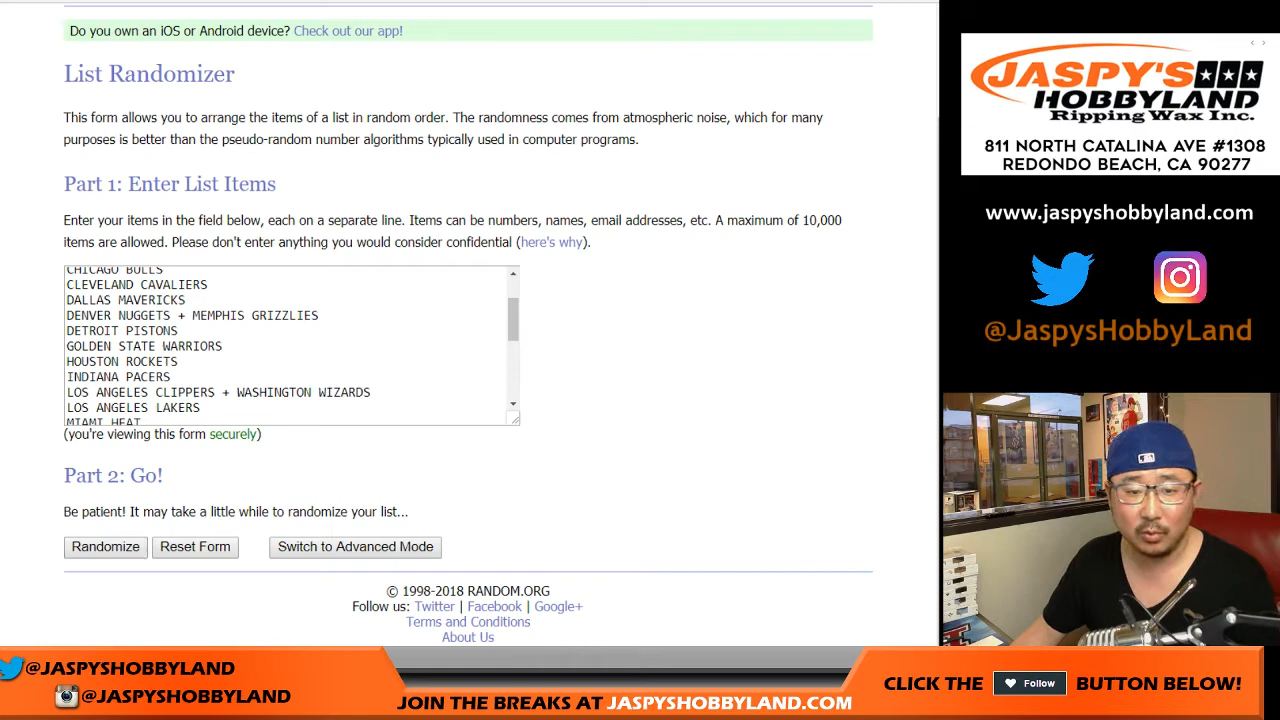 Do you own an iOS or Android device? Check out our app!
List Randomizer
This form allows you to arrange the items of a list in random order. The randomness comes from atmospheric noise, which for many
purposes is better than the pseudo-random number algorithms typically used in computer programs.
Part 1: Enter List Items
Enter your items in the field below, each on a separate line. Items can be numbers, names, email addresses, etc. A maximum of 10,000
items are allowed. Please don't enter anything you would consider confidential (here's why).
CHICAGO BULLS
CLEVELAND CAVALIERS
DALLAS MAVERICKS
DENVER NUGGETS + MEMPHIS GRIZZLIES
DETROIT PISTONS
GOLDEN STATE WARRIORS
HOUSTON ROCKETS
INDIANA PACERS
LOS ANGELES CLIPPERS + WASHINGTON WIZARDS
LOS ANGELES LAKERS
MIAMI HEAT
(you're viewing this form securely)
Part 2: Go!
Be patient! It may take a little while to randomize your list...
Randomize Reset Form Switch to Advanced Mode
© 1998-2018 RANDOM.ORG
Follow us: Twitter | Facebook | Google+
Terms and Conditions
About Us
JASPY'S
HOBBYLAND
Ripping Wax Inc.
811 NORTH CATALINA AVE #1308
REDONDO BEACH, CA 90277
www.jaspyshobbyland.com
@JaspysHobbyLand
@JASPYSHOBBYLAND
@JASPYSHOBBYLAND
JOIN THE BREAKS AT JASPYSHOBBYLAND.COM
CLICK THE Follow BUTTON BELOW!